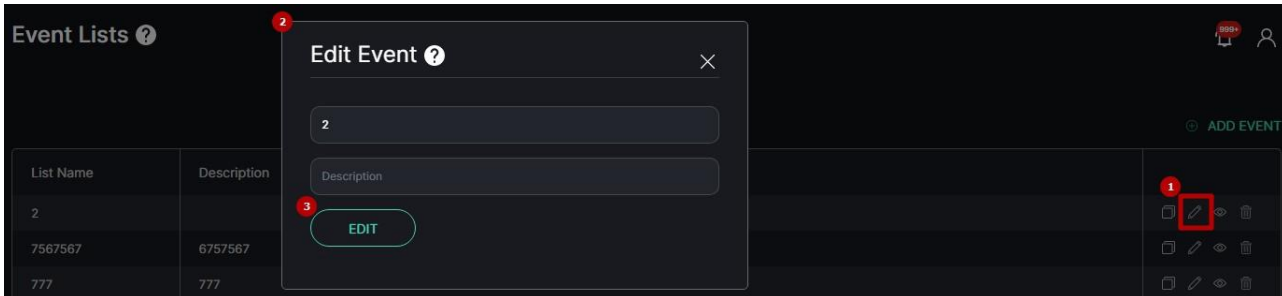 Event Lists ?
999+
2
Edit Event ?
2
Description
3
EDIT
ADD EVENT
List Name Description
1
2
7567567 6757567
777 777